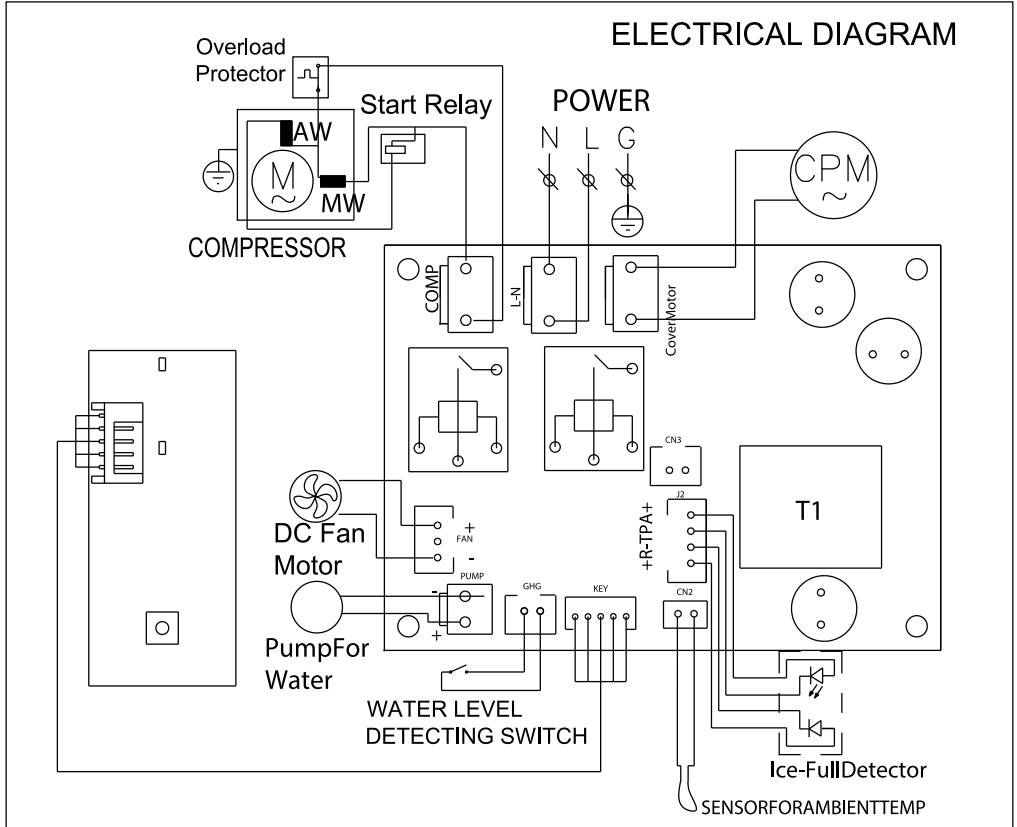 ELECTRICAL DIAGRAM
Overload
Protector
Start Relay
POWER
N L G
AW
M
~
MW
COMPRESSOR
CPM
~
COMP
L-N
CoverMotor
CN3
T1
J2
+R-TPA+
DC Fan
Motor
+
FAN
-
PUMP
-
+
GHG
KEY
CN2
PumpFor
Water
WATER LEVEL
DETECTING SWITCH
Ice-FullDetector
SENSORFORAMBIENTTEMP